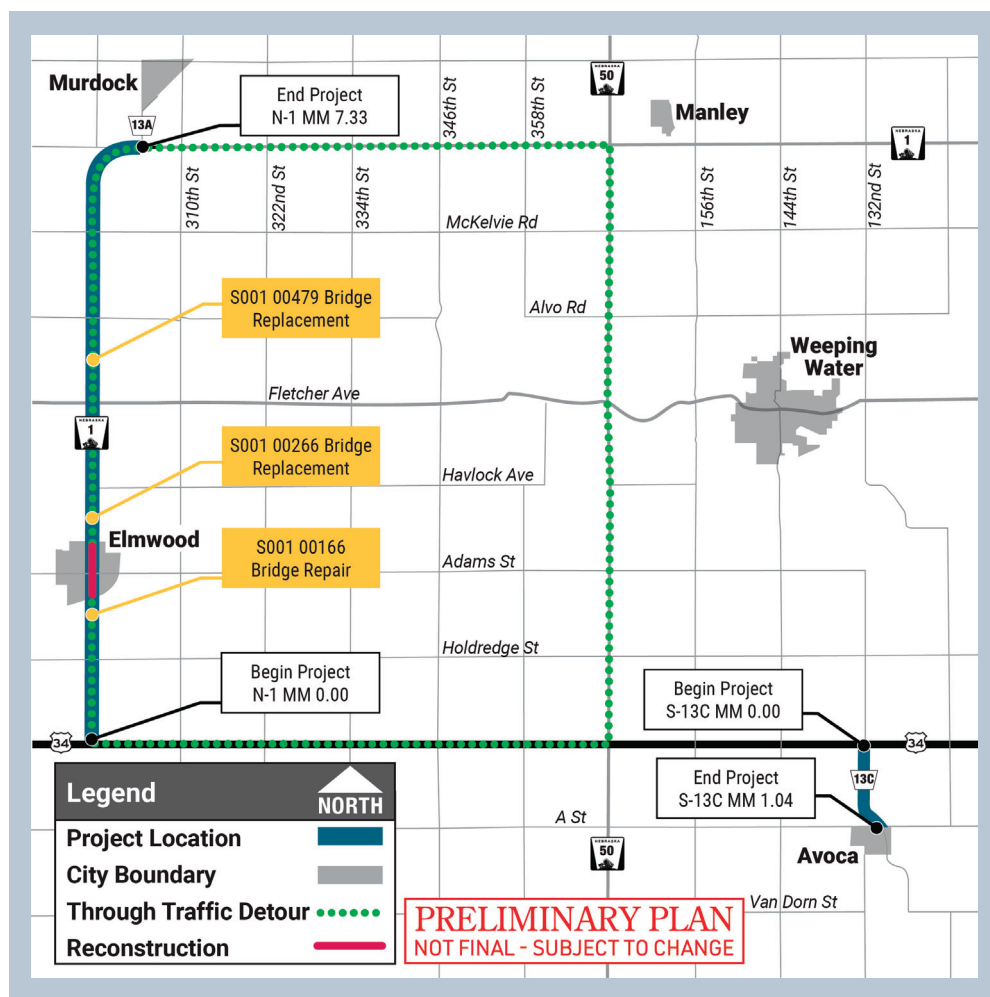 Murdock
13A
End Project
N-1 MM 7.33
346th St
358th St
NEBRASKA
50
Manley
NEBRASKA
1
310th St
322nd St
334th St
156th St
144th St
132nd St
McKelvie Rd
S001 00479 Bridge
Replacement
Alvo Rd
Weeping
Water
Fletcher Ave
NEBRASKA
1
S001 00266 Bridge
Replacement
Havlock Ave
Elmwood
S001 00166
Bridge Repair
Adams St
Holdredge St
Begin Project
N-1 MM 0.00
Begin Project
S-13C MM 0.00
34
34
End Project
S-13C MM 1.04
13C
Legend
NORTH
Project Location
City Boundary
Through Traffic Detour
Reconstruction
A St
NEBRASKA
50
Avoca
Van Dorn St
PRELIMINARY PLAN
NOT FINAL - SUBJECT TO CHANGE